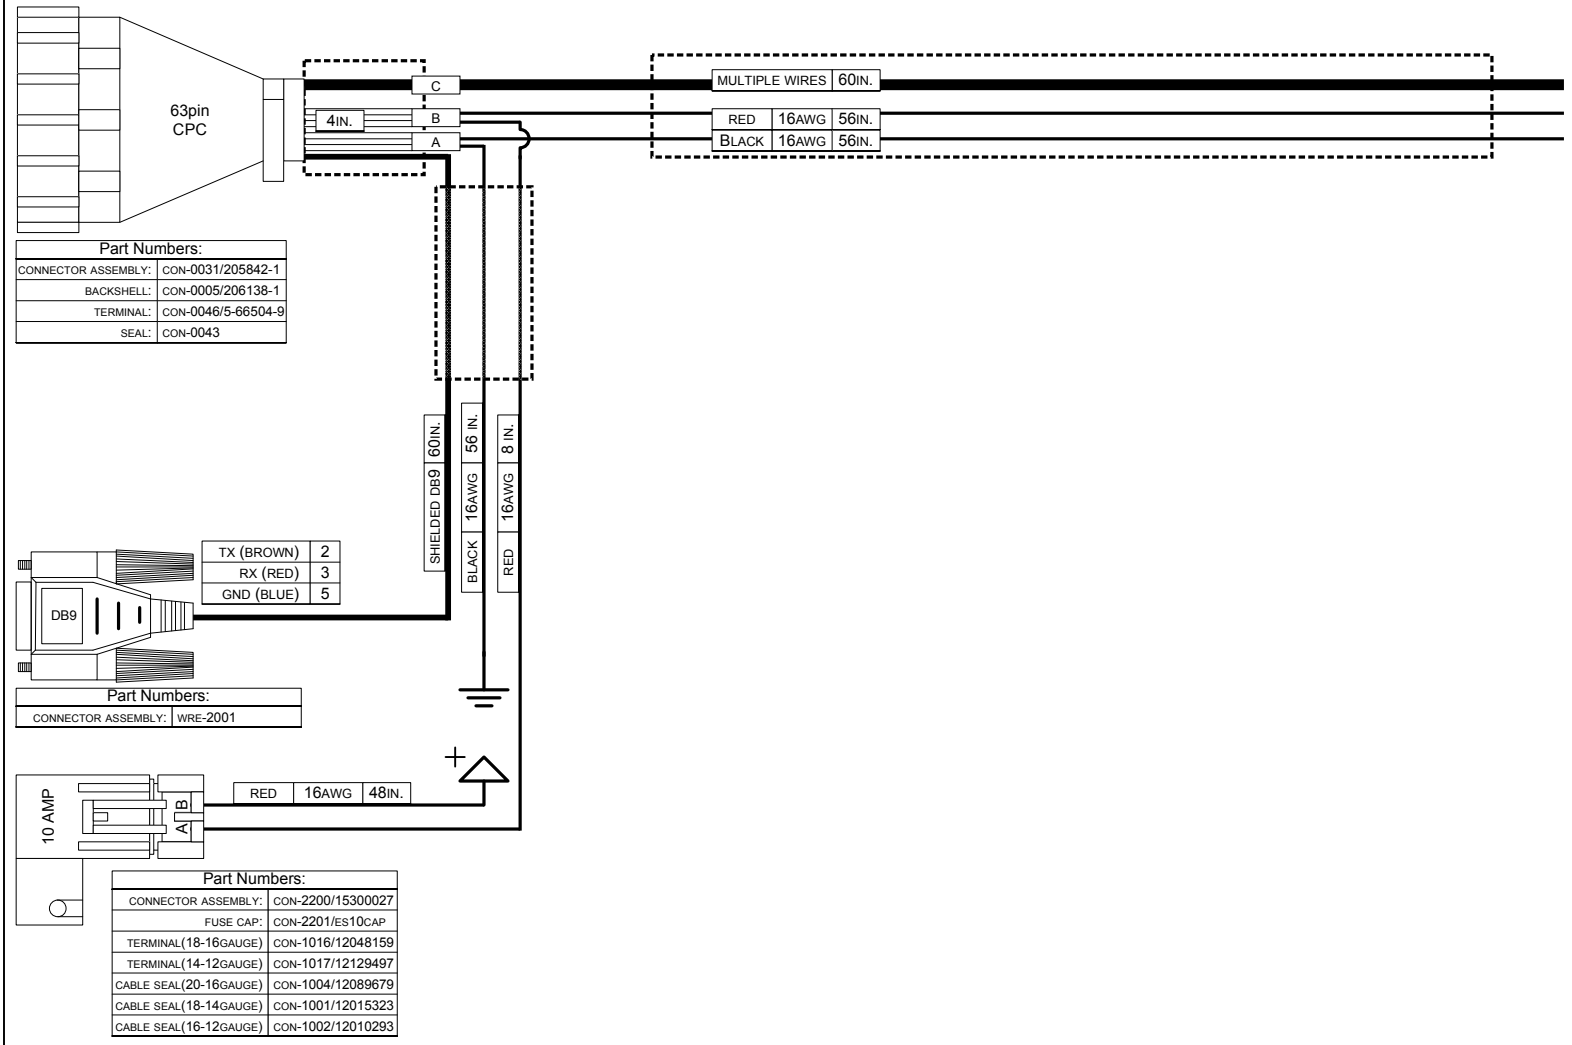 63pin
CPC
4IN.
C
B
A
MULTIPLE WIRES 60IN.
RED 16AWG 56IN.
BLACK 16AWG 56IN.
Part Numbers:
CONNECTOR ASSEMBLY: CON-0031/205842-1
BACKSHELL: CON-0005/206138-1
TERMINAL: CON-0046/5-66504-9
SEAL: CON-0043
SHIELDED DB9 60IN.
BLACK 16AWG 56 IN.
RED 16AWG 8 IN.
TX (BROWN) 2
RX (RED) 3
GND (BLUE) 5
DB9
Part Numbers:
CONNECTOR ASSEMBLY: WRE-2001
+
10 AMP
B
A
RED 16AWG 48IN.
Part Numbers:
CONNECTOR ASSEMBLY: CON-2200/15300027
FUSE CAP: CON-2201/ES10CAP
TERMINAL(18-16GAUGE) CON-1016/12048159
TERMINAL(14-12GAUGE) CON-1017/12129497
CABLE SEAL(20-16GAUGE) CON-1004/12089679
CABLE SEAL(18-14GAUGE) CON-1001/12015323
CABLE SEAL(16-12GAUGE) CON-1002/12010293